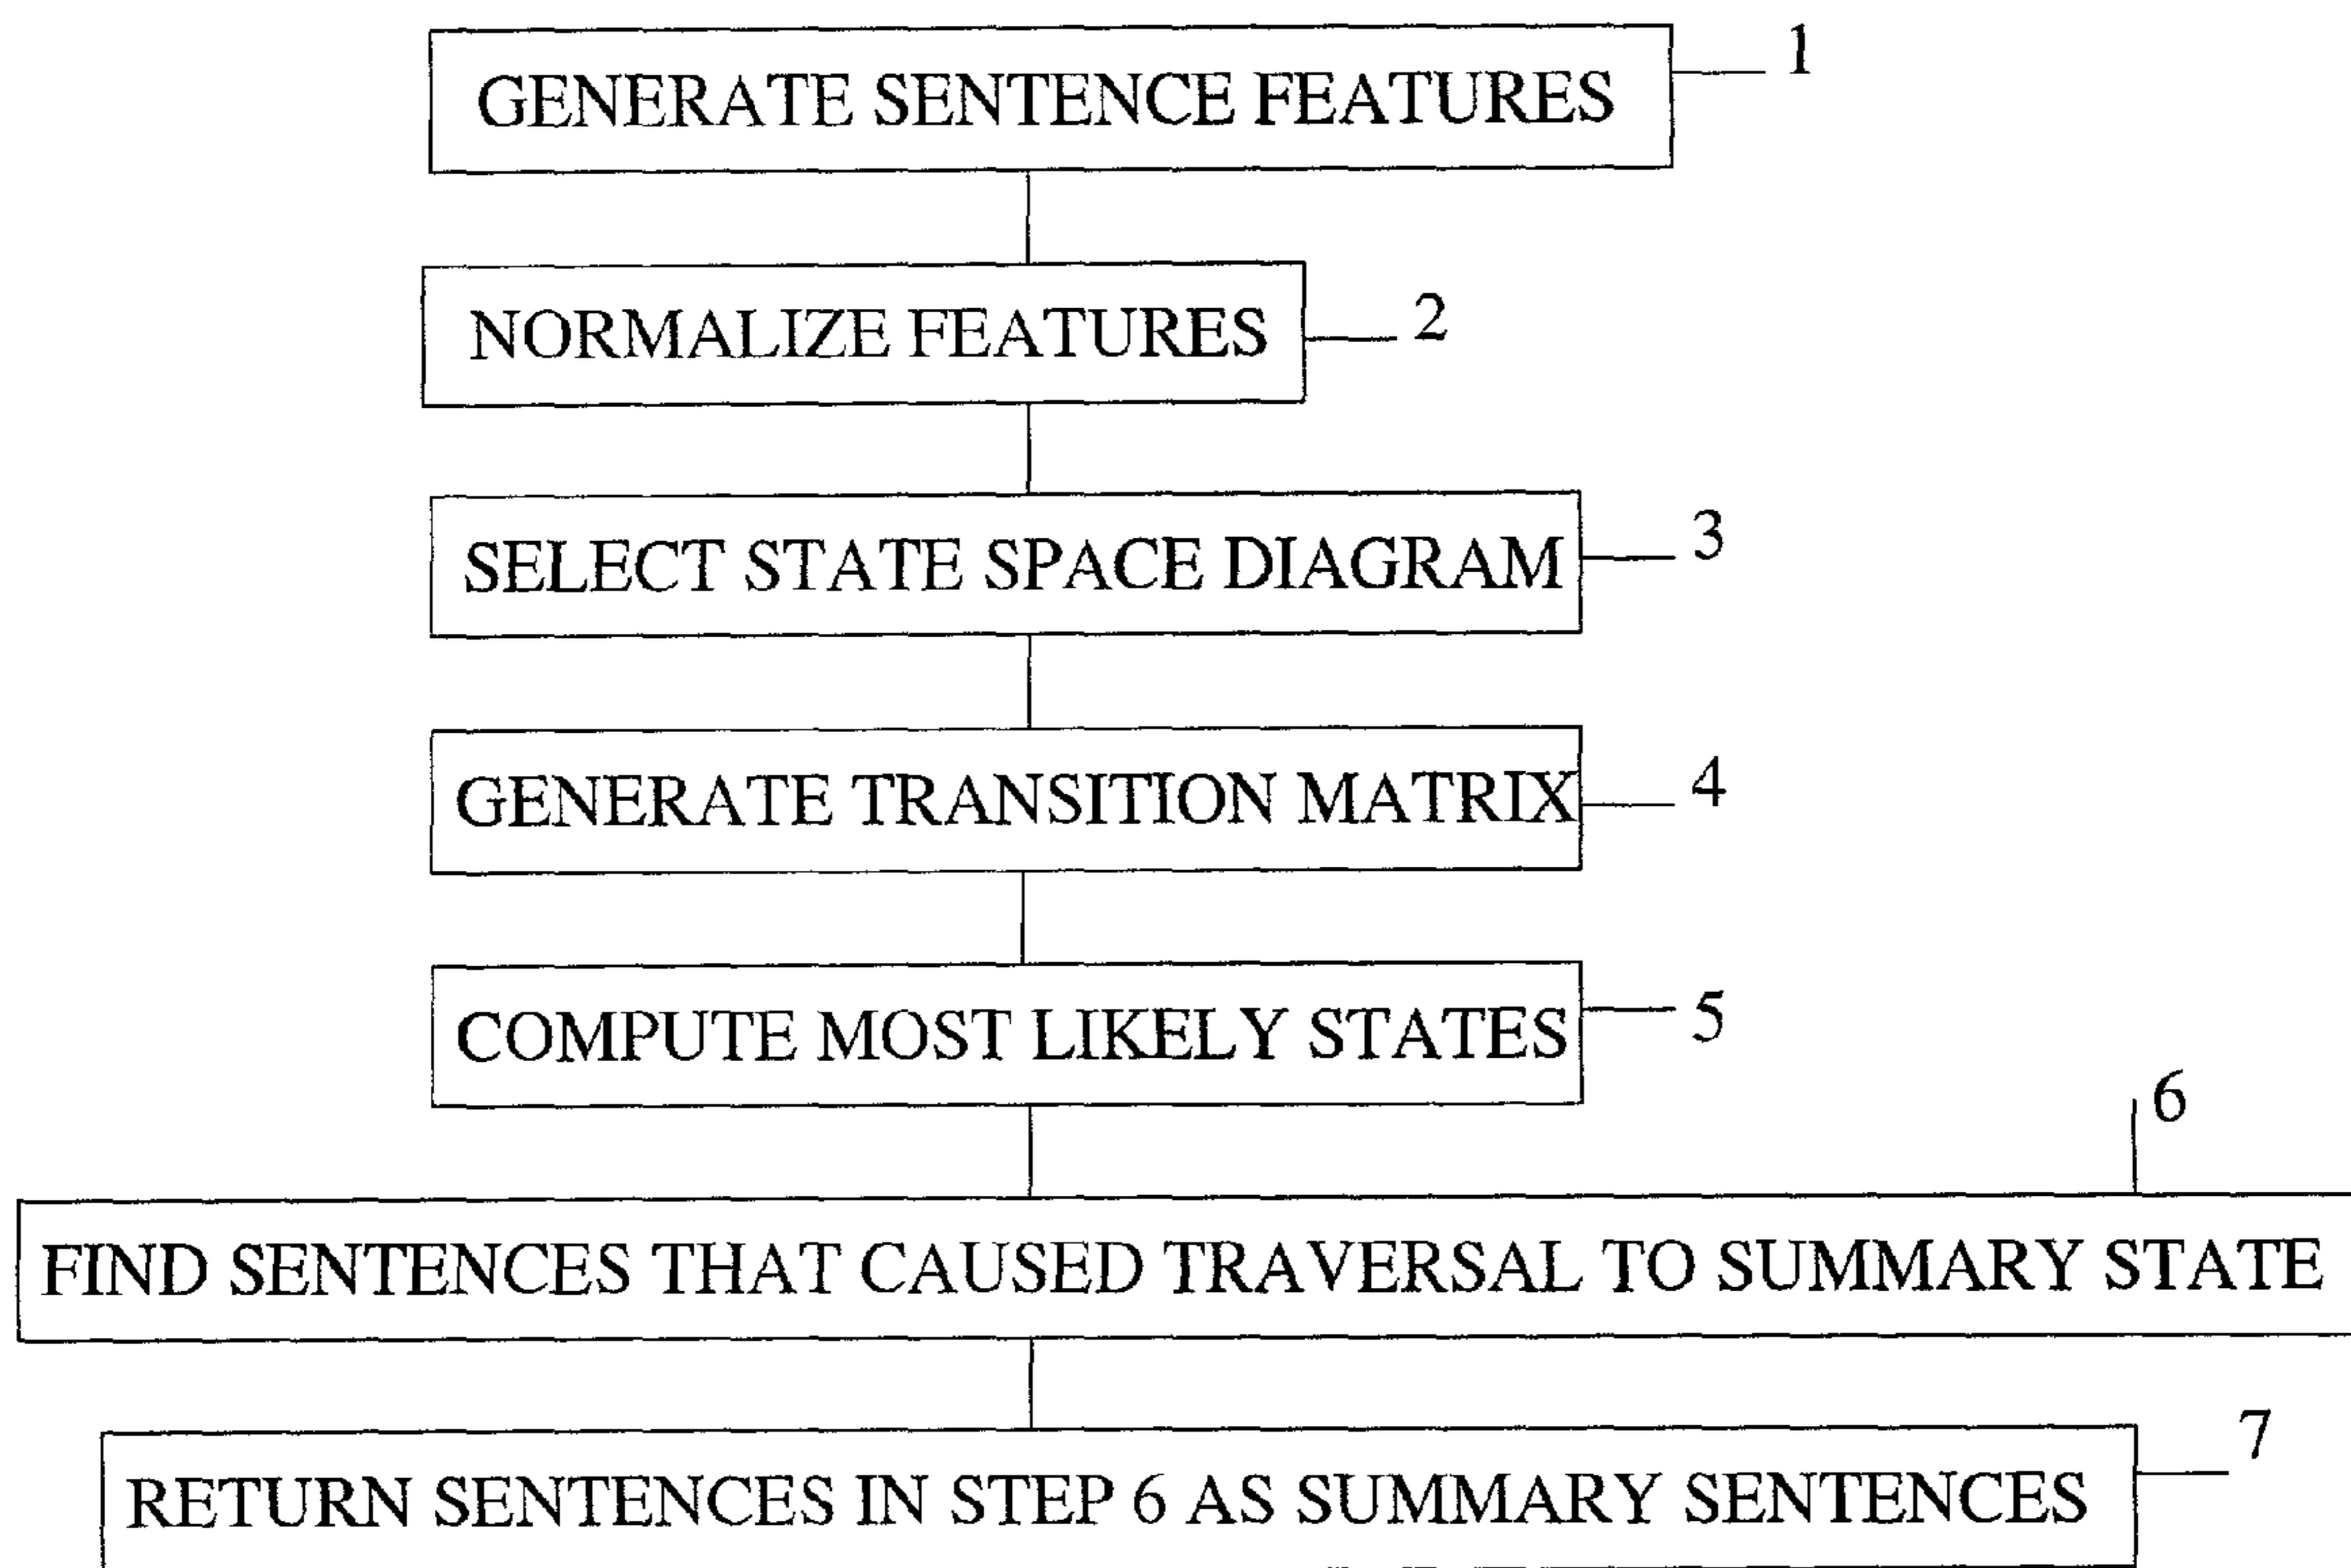 GENERATE SENTENCE FEATURES 1
NORMALIZE FEATURES 2
SELECT STATE SPACE DIAGRAM 3
GENERATE TRANSITION MATRIX 4
COMPUTE MOST LIKELY STATES 5
6
FIND SENTENCES THAT CAUSED TRAVERSAL TO SUMMARY STATE
RETURN SENTENCES IN STEP 6 AS SUMMARY SENTENCES 7